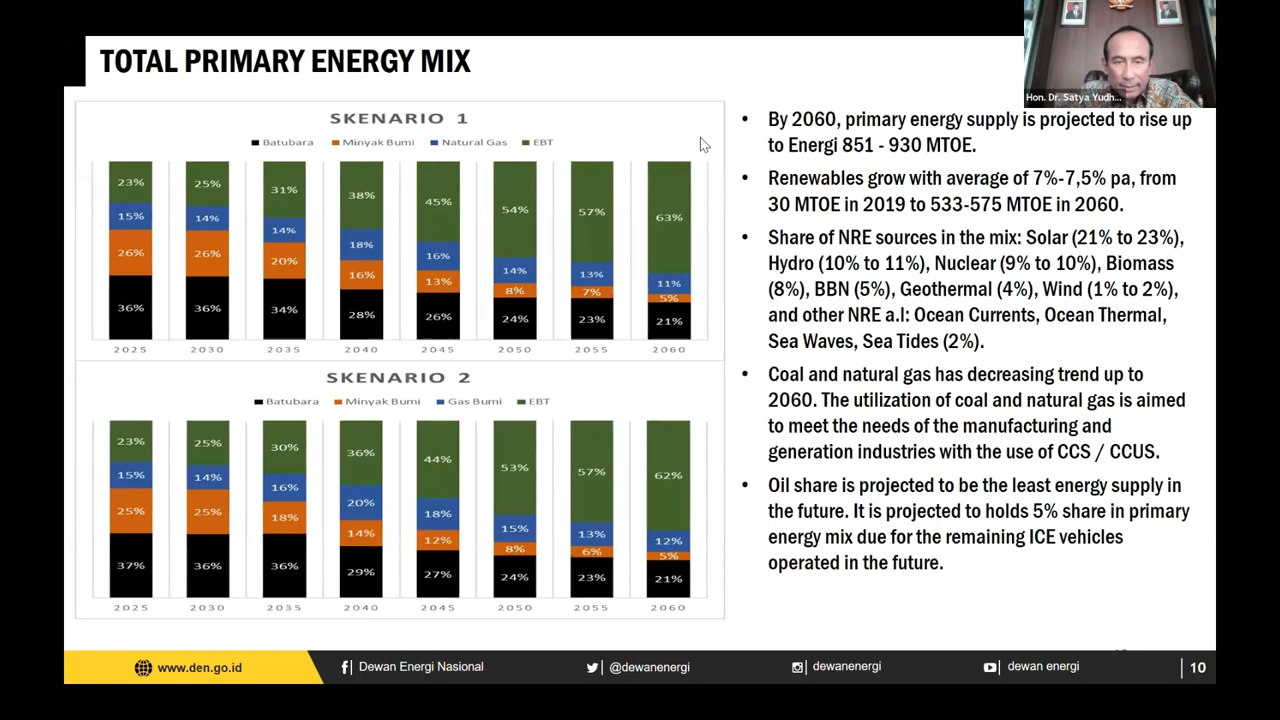 TOTAL PRIMARY ENERGY MIX
Hon. Dr. Satya Yudh...
SKENARIO 1
Batubara Minyak Bumi Natural Gas EBT
23% 25% 31% 38% 45% 54% 57% 63%
15% 14% 14% 18% 16% 14% 13% 11%
26% 26% 20% 16% 13% 8% 7% 5%
36% 36% 34% 28% 26% 24% 23% 21%
2025 2030 2035 2040 2045 2050 2055 2060
SKENARIO 2
Batubara Minyak Bumi Gas Bumi EBT
23% 25% 30% 36% 44% 53% 57% 62%
15% 14% 16% 20% 18% 15% 13% 12%
25% 25% 18% 14% 12% 8% 6% 5%
37% 36% 36% 29% 27% 24% 23% 21%
2025 2030 2035 2040 2045 2050 2055 2060
• By 2060, primary energy supply is projected to rise up
to Energi 851 - 930 MTOE.
• Renewables grow with average of 7%-7,5% pa, from
30 MTOE in 2019 to 533-575 MTOE in 2060.
• Share of NRE sources in the mix: Solar (21% to 23%),
Hydro (10% to 11%), Nuclear (9% to 10%), Biomass
(8%), BBN (5%), Geothermal (4%), Wind (1% to 2%),
and other NRE a.l: Ocean Currents, Ocean Thermal,
Sea Waves, Sea Tides (2%).
• Coal and natural gas has decreasing trend up to
2060. The utilization of coal and natural gas is aimed
to meet the needs of the manufacturing and
generation industries with the use of CCS / CCUS.
• Oil share is projected to be the least energy supply in
the future. It is projected to holds 5% share in primary
energy mix due for the remaining ICE vehicles
operated in the future.
www.den.go.id Dewan Energi Nasional @dewanenergi dewanenergi dewan energi 10